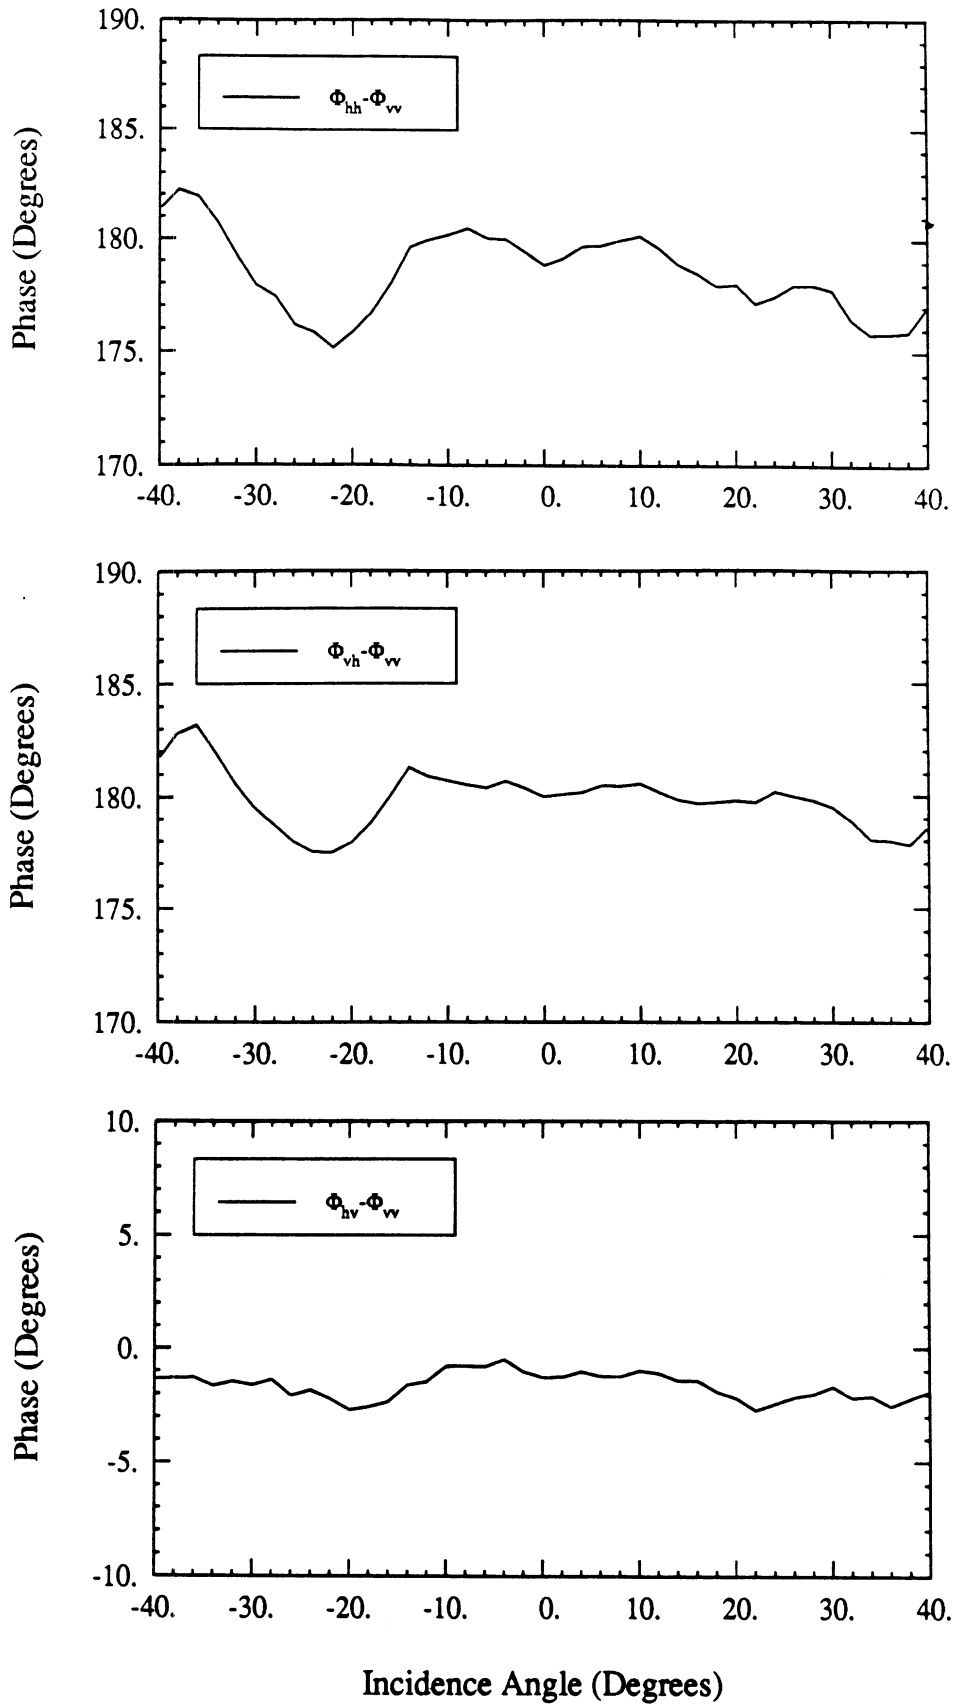 190.
Φhh-Φvv
185.
180.
175.
170.
-40. -30. -20. -10. 0. 10. 20. 30. 40.
Phase (Degrees)
190.
Φvh-Φvv
185.
180.
175.
170.
-40. -30. -20. -10. 0. 10. 20. 30. 40.
Phase (Degrees)
10.
Φhv-Φvv
5.
0.
-5.
-10.
-40. -30. -20. -10. 0. 10. 20. 30. 40.
Phase (Degrees)
Incidence Angle (Degrees)